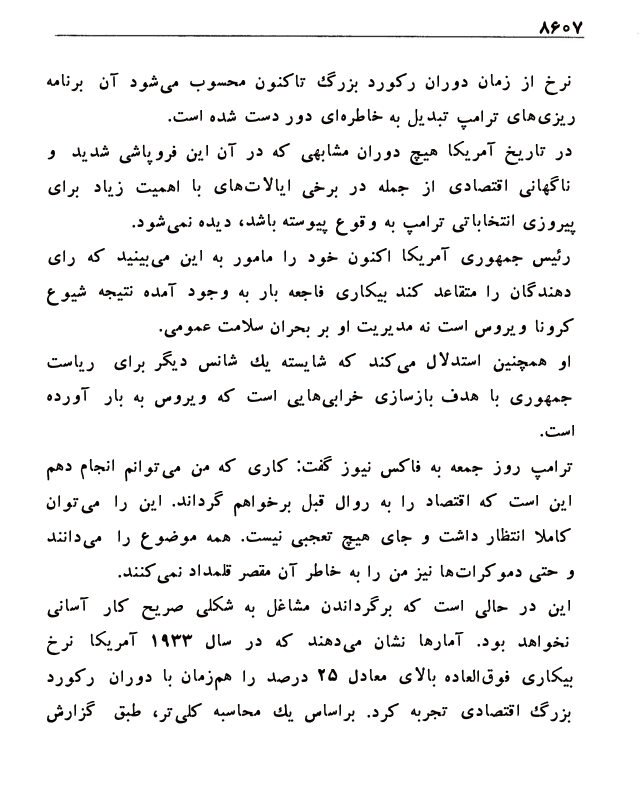 ۸۶۰۷
نرخ از زمان دوران رکورد بزرگ تاکنون محسوب می‌شود آن برنامه
ریزی‌های ترامپ تبدیل به خاطره‌ای دور دست شده است.
در تاریخ آمریکا هیچ دوران مشابهی که در آن این فروپاشی شدید و
ناگهانی اقتصادی از جمله در برخی ایالات‌های با اهمیت زیاد برای
پیروزی انتخاباتی ترامپ به وقوع پیوسته باشد، دیده نمی‌شود.
رئیس جمهوری آمریکا اکنون خود را مامور به این می‌بینید که رای
دهندگان را متقاعد کند بیکاری فاجعه بار به وجود آمده نتیجه شیوع
کرونا ویروس است نه مدیریت او بر بحران سلامت عمومی.
او همچنین استدلال می‌کند که شایسته یك شانس دیگر برای ریاست
جمهوری با هدف بازسازی خرابی‌هایی است که ویروس به بار آورده
است.
ترامپ روز جمعه به فاکس نیوز گفت: کاری که من می‌توانم انجام دهم
این است که اقتصاد را به روال قبل برخواهم گرداند. این را می‌توان
کاملا انتظار داشت و جای هیچ تعجبی نیست. همه موضوع را می‌دانند
و حتی دموکرات‌ها نیز من را به خاطر آن مقصر قلمداد نمی‌کنند.
این در حالی است که برگرداندن مشاغل به شکلی صریح کار آسانی
نخواهد بود. آمارها نشان می‌دهند که در سال ۱۹۳۳ آمریکا نرخ
بیکاری فوق‌العاده بالای معادل ۲۵ درصد را هم‌زمان با دوران رکورد
بزرگ اقتصادی تجربه کرد. براساس یك محاسبه کلی‌تر، طبق گزارش